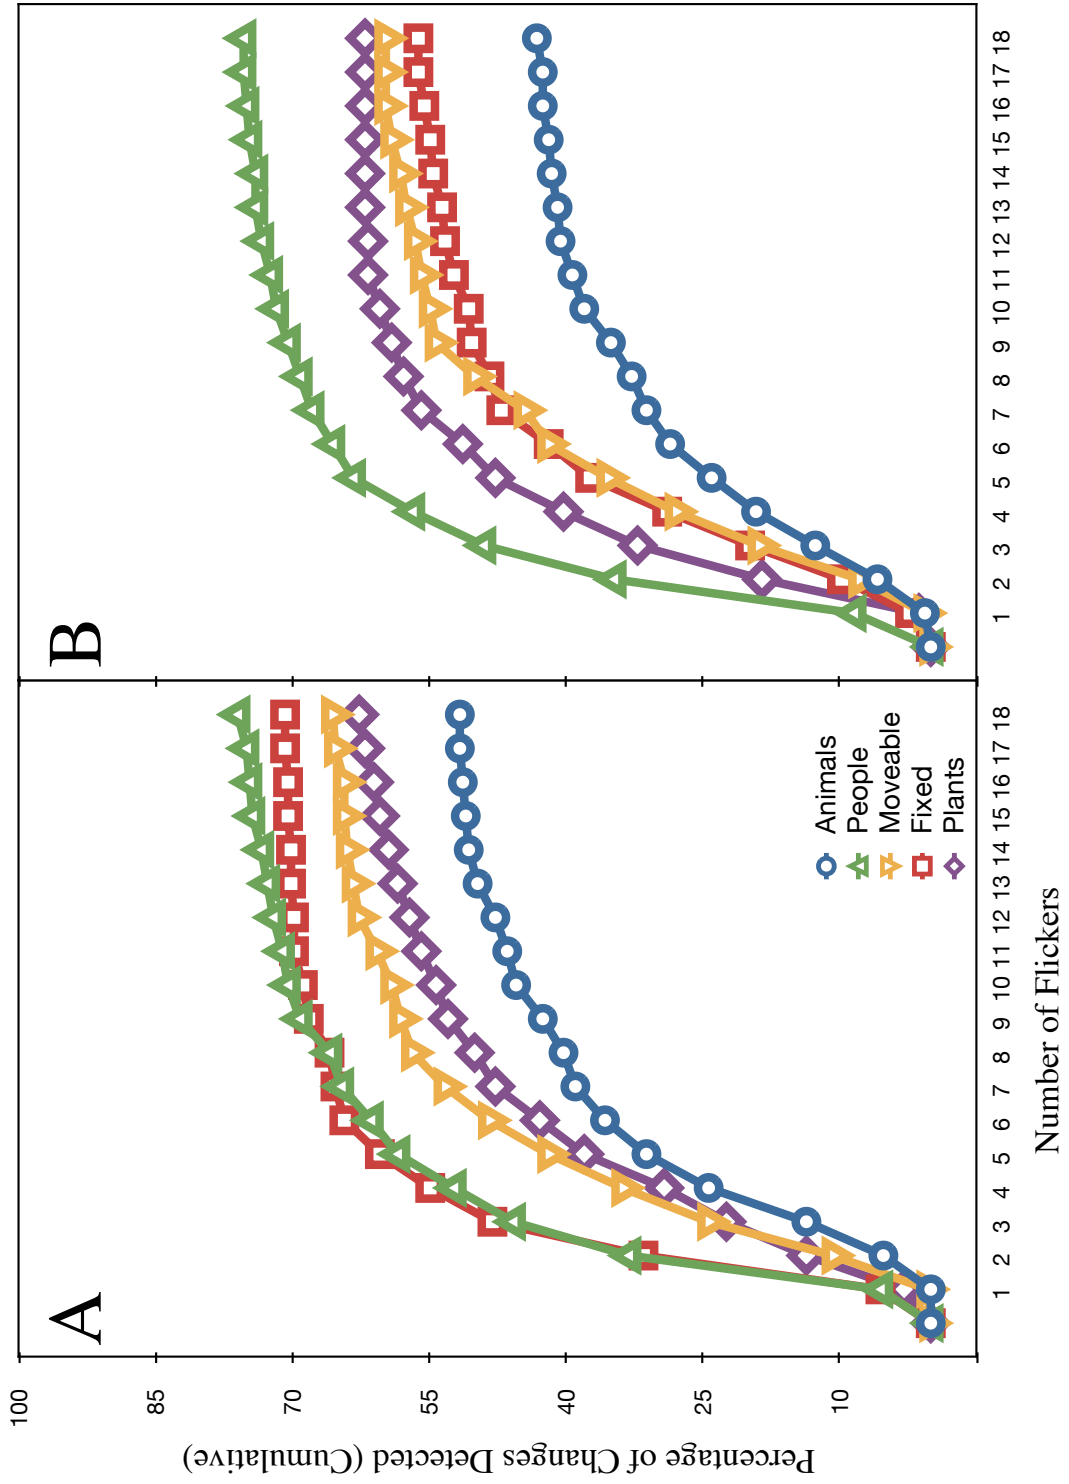 A
B
Percentage of Changes Detected (Cumulative)
100
85
70
55
40
25
10
1 2 3 4 5 6 7 8 9 10 11 12 13 14 15 16 17 18
1 2 3 4 5 6 7 8 9 10 11 12 13 14 15 16 17 18
Animals
People
Moveable
Fixed
Plants
Number of Flickers